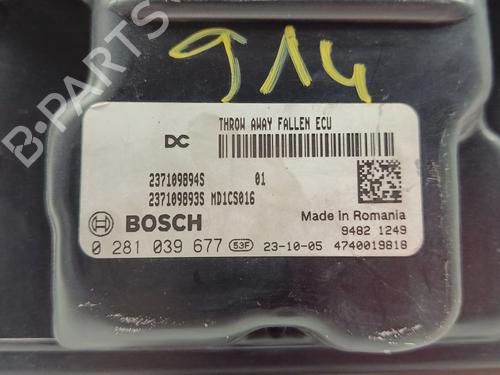 914
B-PARTS
THROW AWAY FALLEN ECU
DC
237109894S 01
237109893S MD1CS016
BOSCH
Made in Romania
9482 1249
0 281 039 677 53F 23-10-05 4740019818